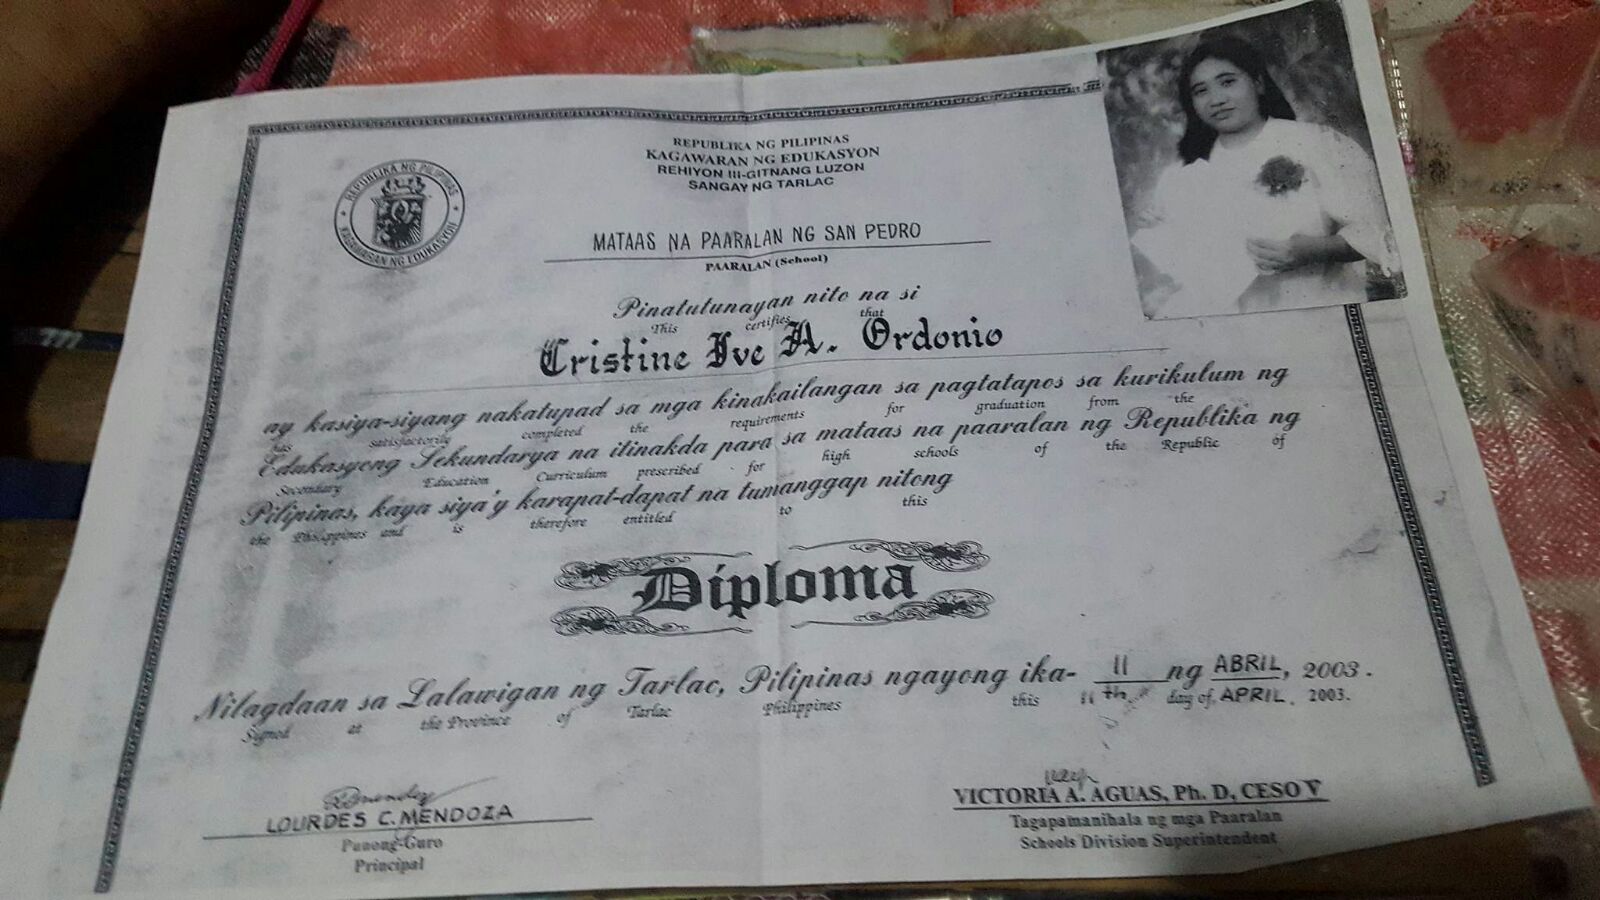 REPUBLIKA NG PILIPINAS
KAGAWARAN NG EDUKASYON
REHIYON III-GITNANG LUZON
SANGAY NG TARLAC
REPUBLIKA NG PILIPINAS
KAGAWARAN NG EDUKASYON
MATAAS NA PAARALAN NG SAN PEDRO
PAARALAN (School)
Pinatutunayan nito na si
This certifies that
Cristine Ive A. Ordonio
ay kasiya-siyang nakatupad sa mga kinakailangan sa pagtatapos sa kurikulum ng
has satisfactorily completed the requirements for graduation from the
Edukasyong Sekundarya na itinakda para sa mataas na paaralan ng Republika ng
Secondary Education Curriculum prescribed for high schools of the Republic of
Pilipinas, kaya siya'y karapat-dapat na tumanggap nitong
the Philippines and is therefore entitled to this
Diploma
Nilagdaan sa Lalawigan ng Tarlac, Pilipinas ngayong ika- 11 ng ABRIL, 2003.
Signed at the Province of Tarlac Philippines this 11th day of APRIL, 2003.
LOURDES C. MENDOZA
Punong-Guro
Principal
VICTORIA A. AGUAS, Ph. D, CESO V
Tagapamanihala ng mga Paaralan
Schools Division Superintendent